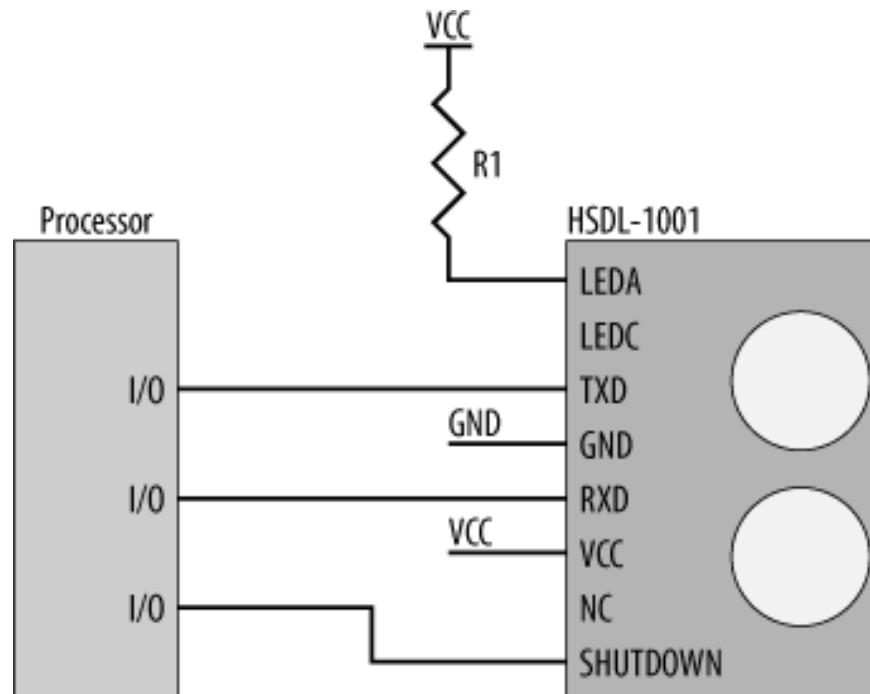 VCC
R1
Processor
HSDL-1001
LEDA
LEDC
I/O
TXD
GND
GND
I/O
RXD
VCC
VCC
I/O
NC
SHUTDOWN